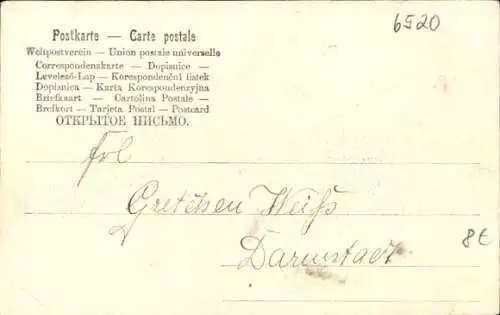 6520
Postkarte — Carte postale
Weltpostverein — Union postale universelle
Correspondenzkarte — Dopisnice —
Levelező-Lap — Korespondenční lístek
Dopisnica — Karta Korespondenzyjna
Briefkaart — Cartolina Postale —
Brefkort — Tarjeta Postal — Postcard
ОТКРЫТОЕ ПИСЬМО.
Frl
Gretchen Weiß
Darmstadt
8€